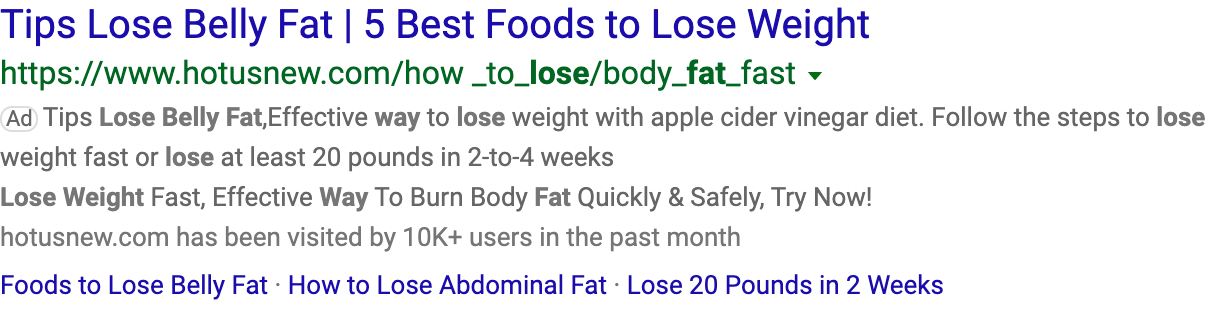 Tips Lose Belly Fat | 5 Best Foods to Lose Weight
https://www.hotusnew.com/how _to_lose/body_fat_fast
Ad Tips Lose Belly Fat,Effective way to lose weight with apple cider vinegar diet. Follow the steps to lose
weight fast or lose at least 20 pounds in 2-to-4 weeks
Lose Weight Fast, Effective Way To Burn Body Fat Quickly & Safely, Try Now!
hotusnew.com has been visited by 10K+ users in the past month
Foods to Lose Belly Fat · How to Lose Abdominal Fat · Lose 20 Pounds in 2 Weeks